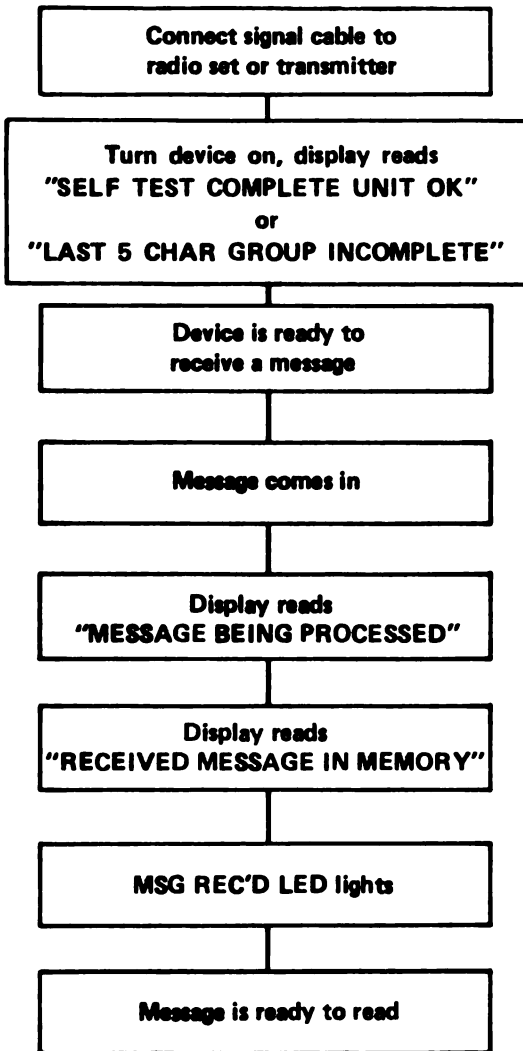 Connect signal cable to
radio set or transmitter
Turn device on, display reads
"SELF TEST COMPLETE UNIT OK"
or
"LAST 5 CHAR GROUP INCOMPLETE"
Device is ready to
receive a message
Message comes in
Display reads
"MESSAGE BEING PROCESSED"
Display reads
"RECEIVED MESSAGE IN MEMORY"
MSG REC'D LED lights
Message is ready to read